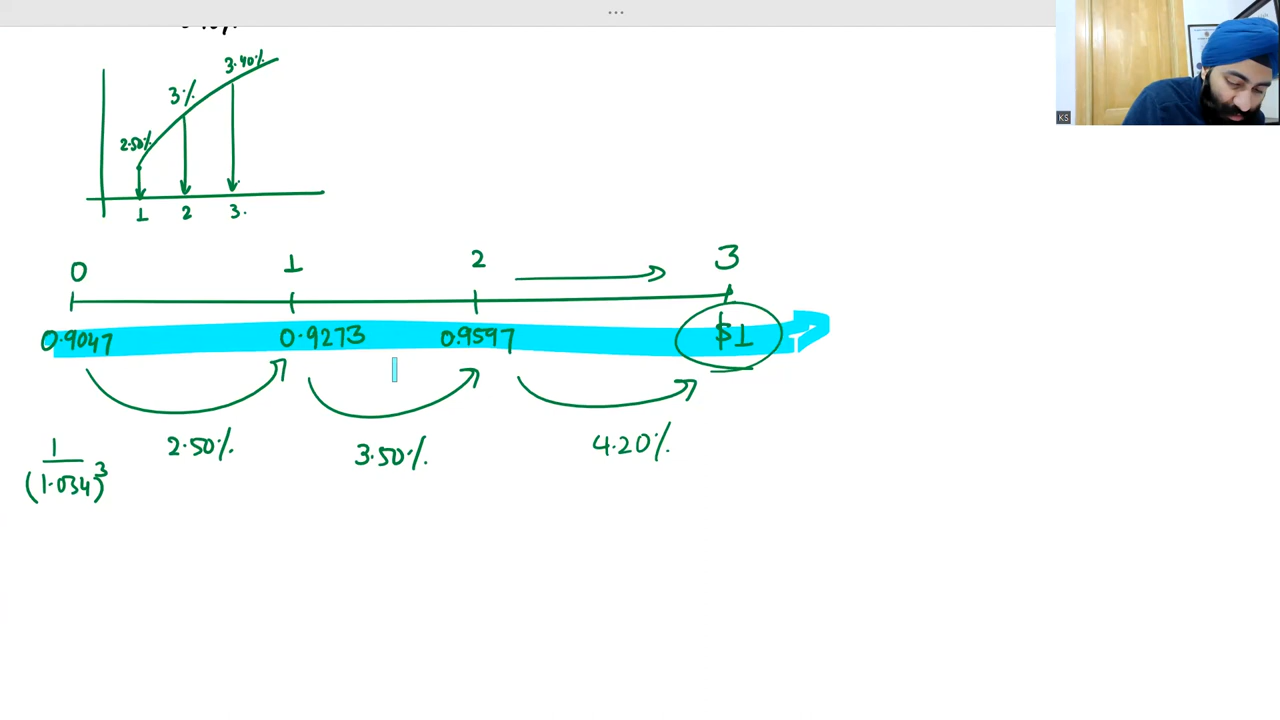 3.40%
3%
2.50%
1 2 3.
0 1 2 3
0.9047 0.9273 0.9597 $1
2.50% 3.50% 4.20%
1
(1.034)³
KS